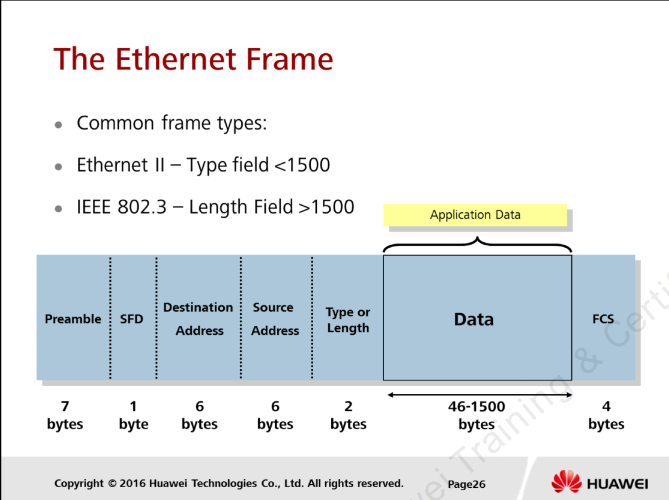 The Ethernet Frame
Common frame types:
Ethernet II – Type field <1500
IEEE 802.3 – Length Field >1500
Application Data
Preamble
SFD
Destination
Address
Source
Address
Type or
Length
Data
FCS
7
bytes
1
byte
6
bytes
6
bytes
2
bytes
46-1500
bytes
4
bytes
Training & Certi
Copyright © 2016 Huawei Technologies Co., Ltd. All rights reserved.
Page26
HUAWEI